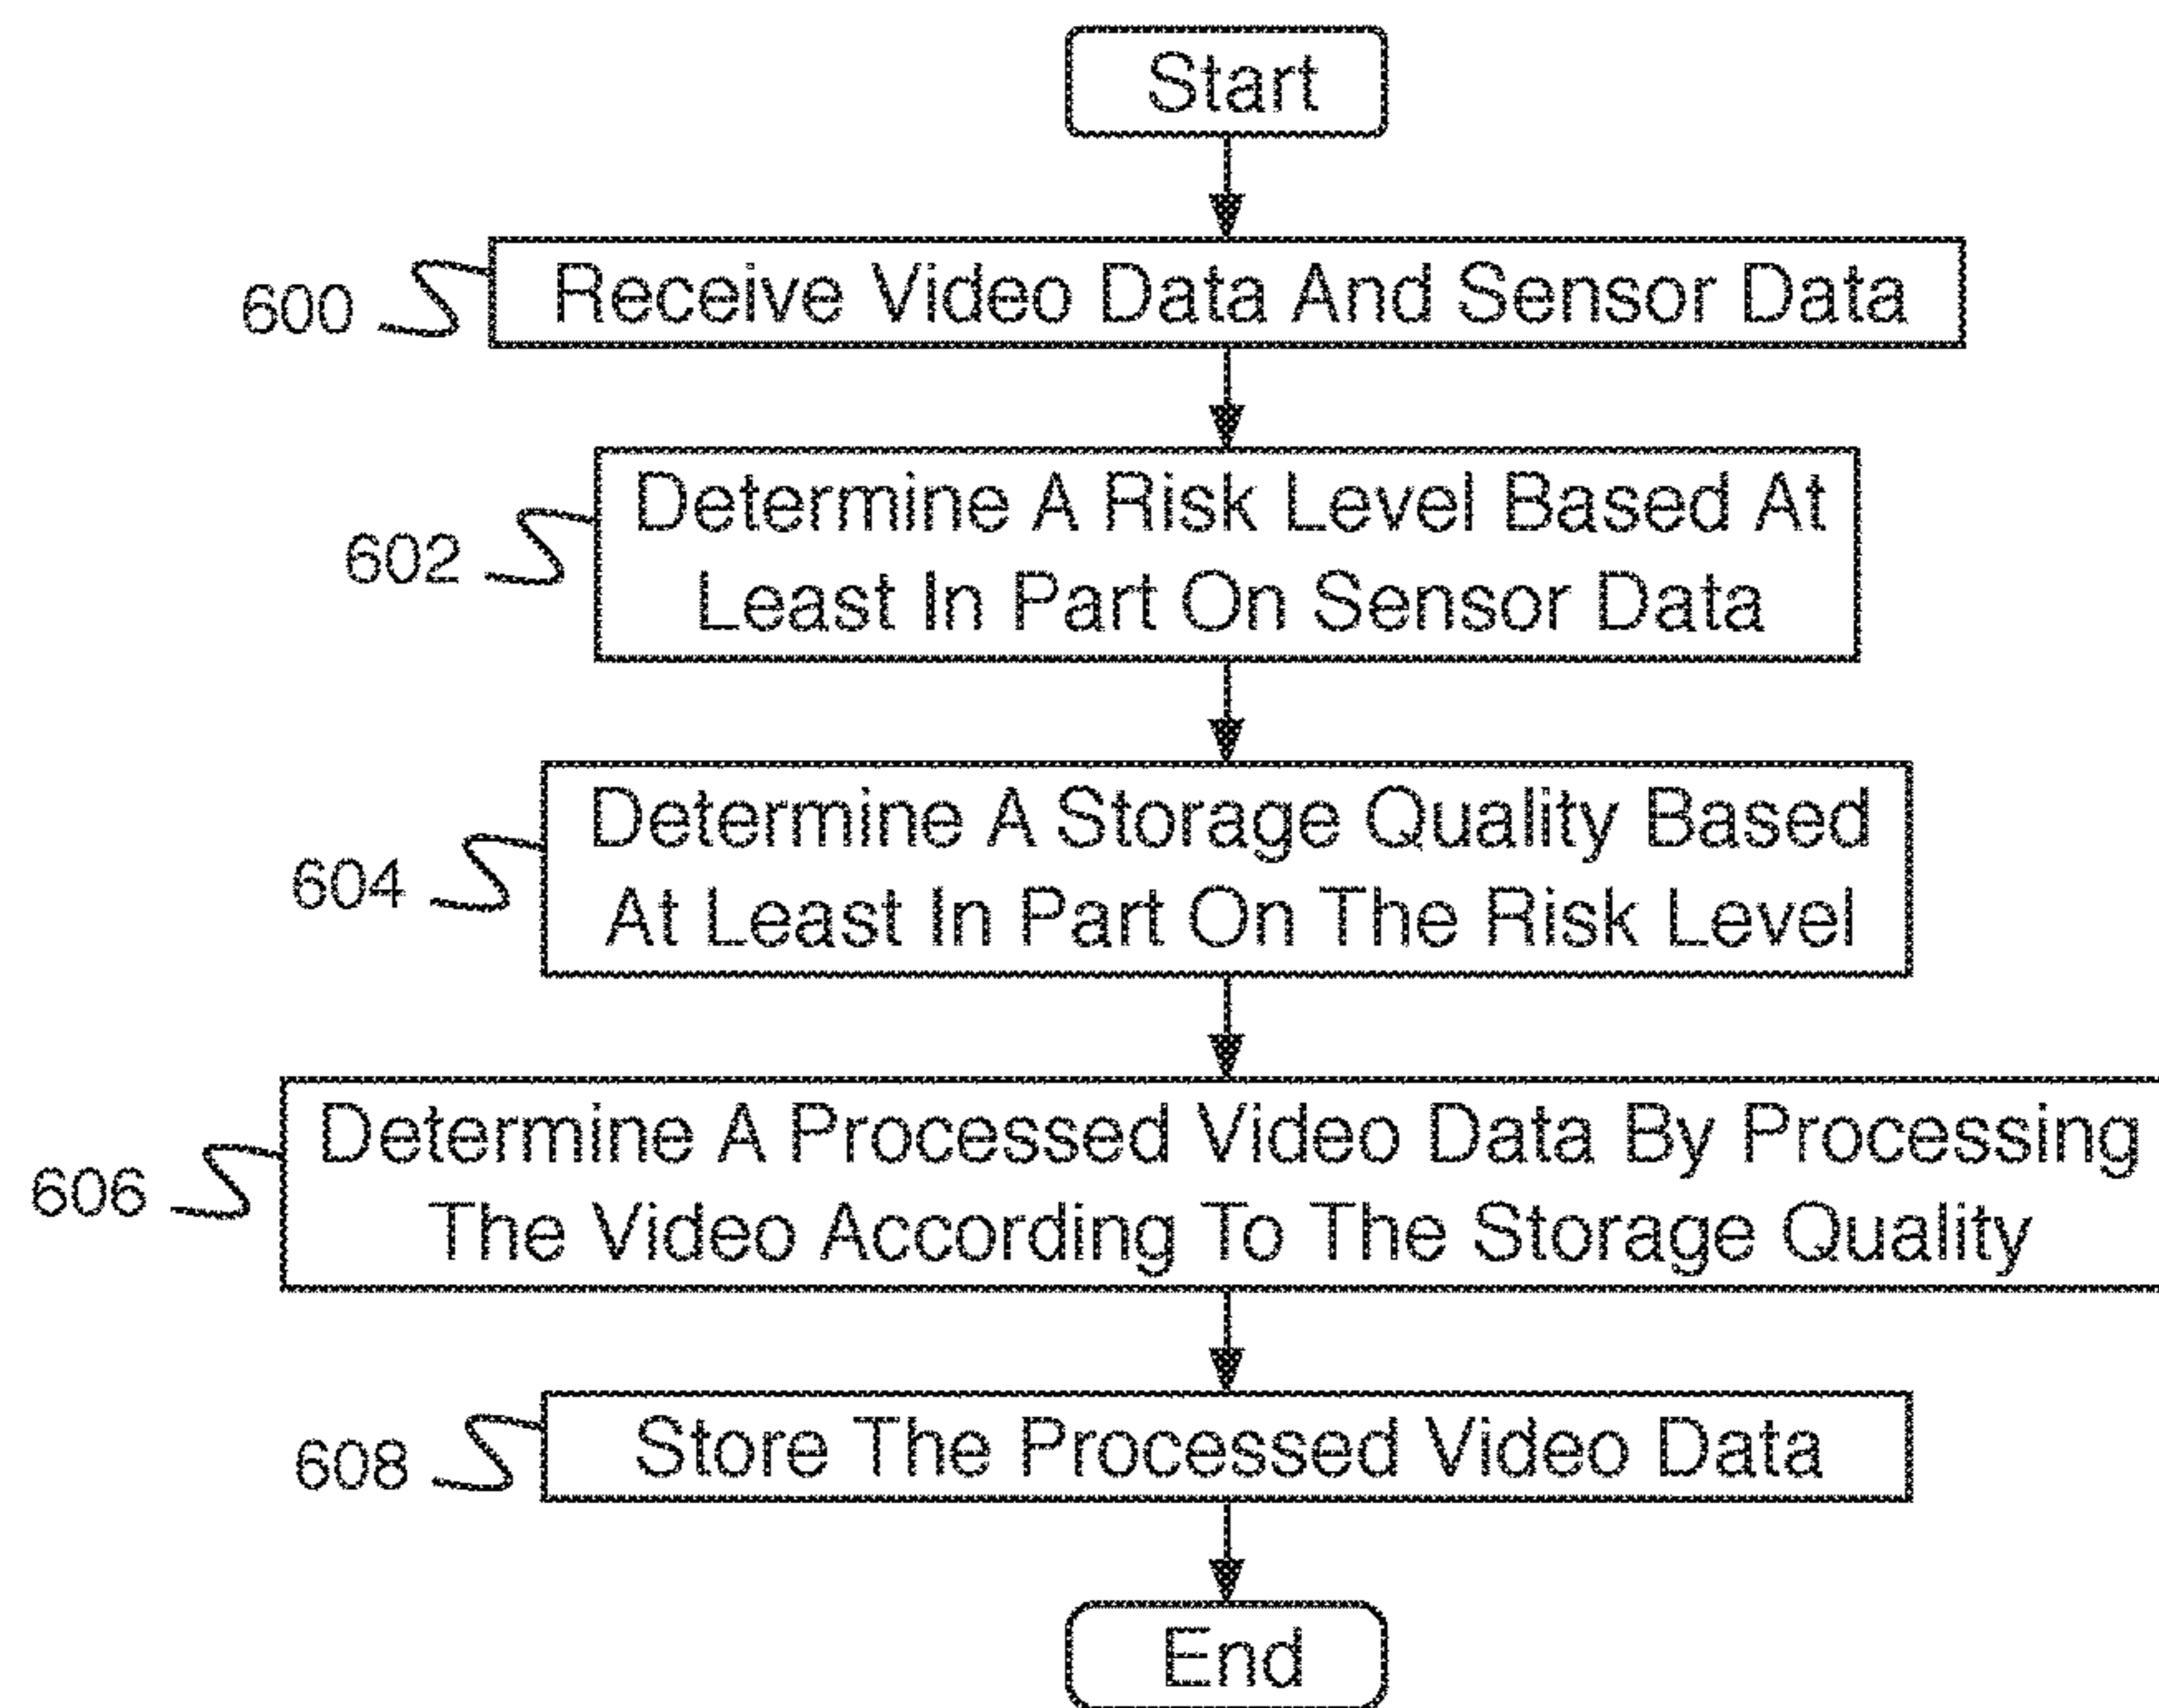 Start
600
Receive Video Data And Sensor Data
602
Determine A Risk Level Based At
Least In Part On Sensor Data
604
Determine A Storage Quality Based
At Least In Part On The Risk Level
606
Determine A Processed Video Data By Processing
The Video According To The Storage Quality
608
Store The Processed Video Data
End